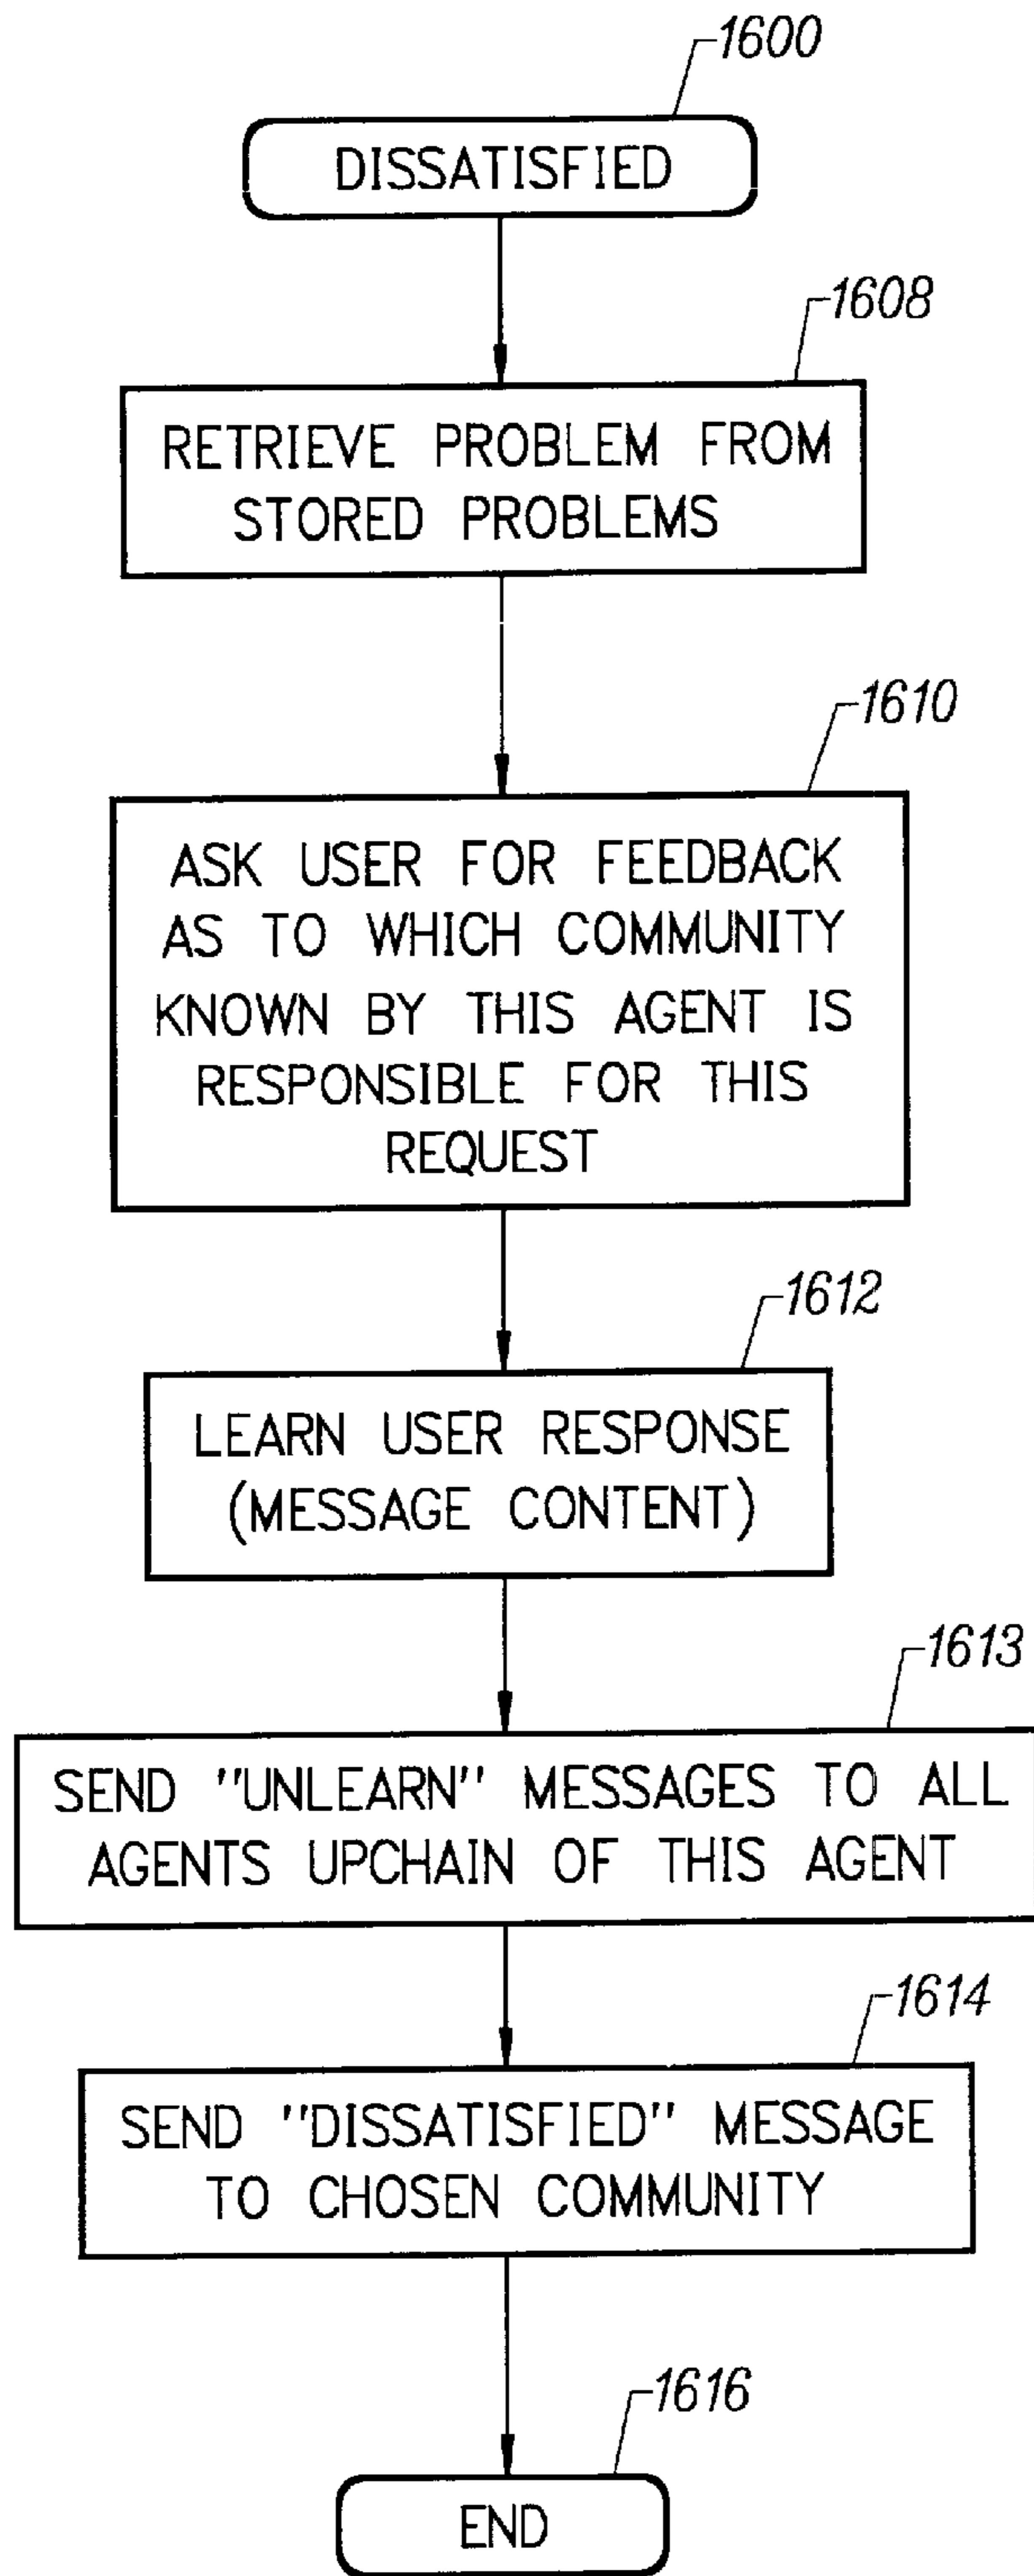 1600
DISSATISFIED
1608
RETRIEVE PROBLEM FROM
STORED PROBLEMS
1610
ASK USER FOR FEEDBACK
AS TO WHICH COMMUNITY
KNOWN BY THIS AGENT IS
RESPONSIBLE FOR THIS
REQUEST
1612
LEARN USER RESPONSE
(MESSAGE CONTENT)
1613
SEND "UNLEARN" MESSAGES TO ALL
AGENTS UPCHAIN OF THIS AGENT
1614
SEND "DISSATISFIED" MESSAGE
TO CHOSEN COMMUNITY
1616
END